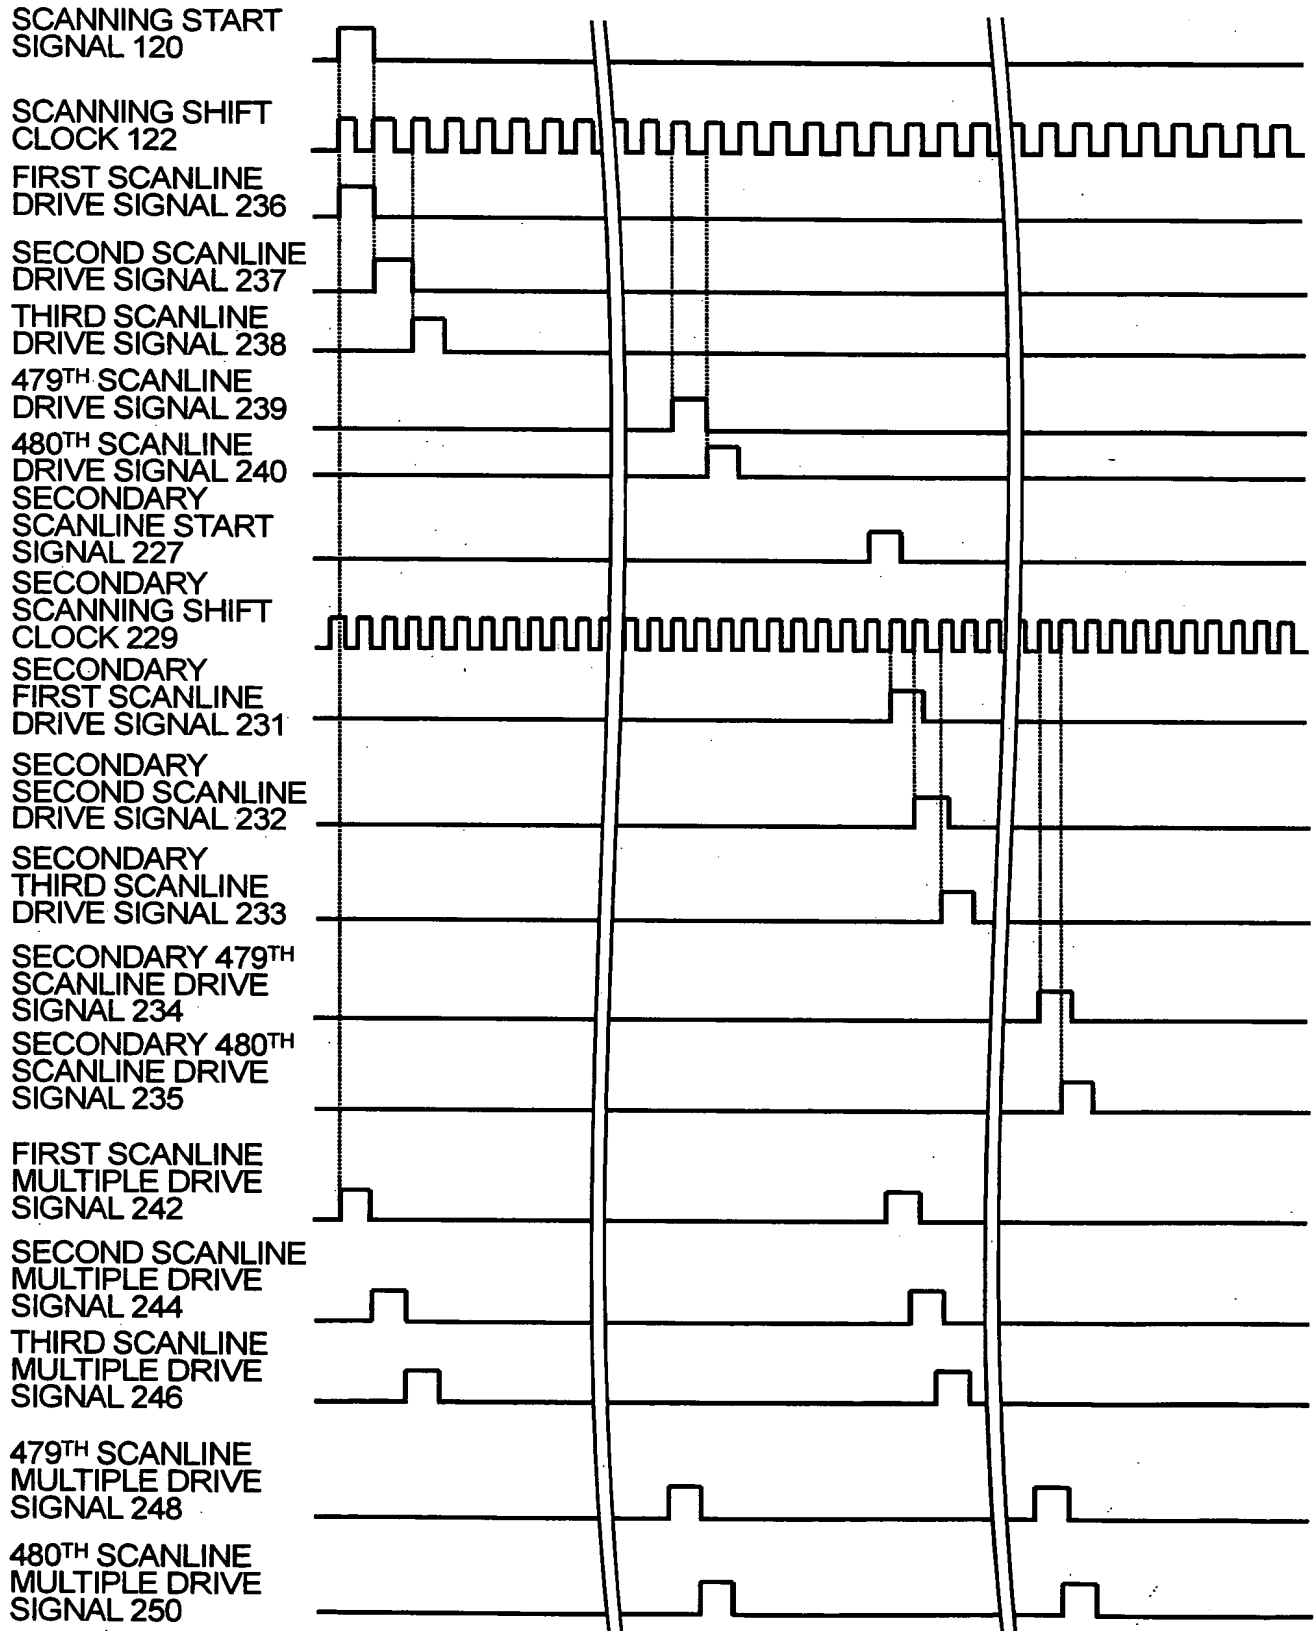 SCANNING START
SIGNAL 120
SCANNING SHIFT
CLOCK 122
FIRST SCANLINE
DRIVE SIGNAL 236
SECOND SCANLINE
DRIVE SIGNAL 237
THIRD SCANLINE
DRIVE SIGNAL 238
479TH SCANLINE
DRIVE SIGNAL 239
480TH SCANLINE
DRIVE SIGNAL 240
SECONDARY
SCANLINE START
SIGNAL 227
SECONDARY
SCANNING SHIFT
CLOCK 229
SECONDARY
FIRST SCANLINE
DRIVE SIGNAL 231
SECONDARY
SECOND SCANLINE
DRIVE SIGNAL 232
SECONDARY
THIRD SCANLINE
DRIVE SIGNAL 233
SECONDARY 479TH
SCANLINE DRIVE
SIGNAL 234
SECONDARY 480TH
SCANLINE DRIVE
SIGNAL 235
FIRST SCANLINE
MULTIPLE DRIVE
SIGNAL 242
SECOND SCANLINE
MULTIPLE DRIVE
SIGNAL 244
THIRD SCANLINE
MULTIPLE DRIVE
SIGNAL 246
479TH SCANLINE
MULTIPLE DRIVE
SIGNAL 248
480TH SCANLINE
MULTIPLE DRIVE
SIGNAL 250